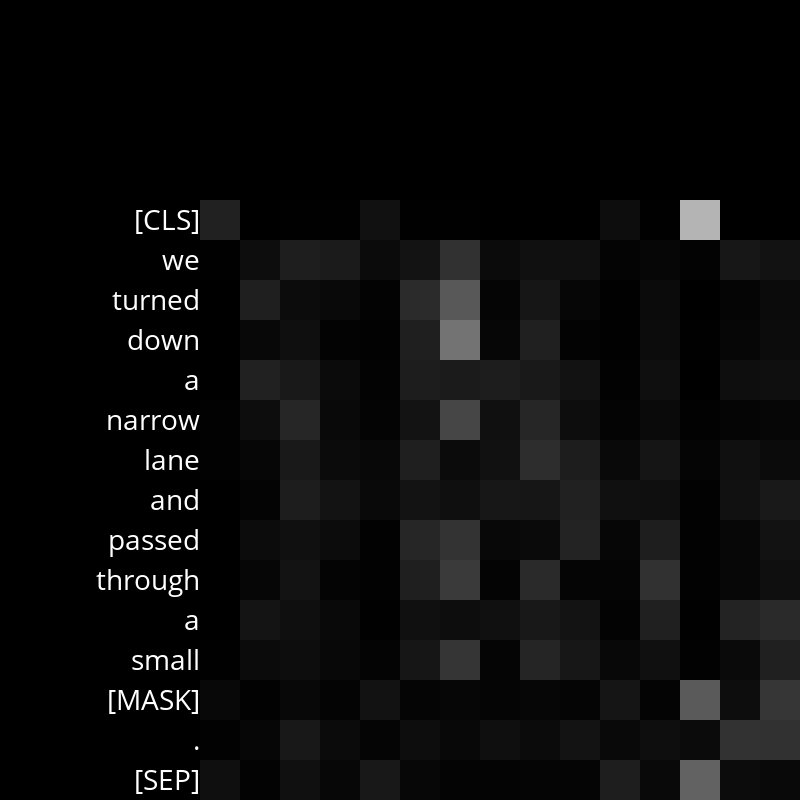 [CLS]
we
turned
down
a
narrow
lane
and
passed
through
a
small
[MASK]
.
[SEP]